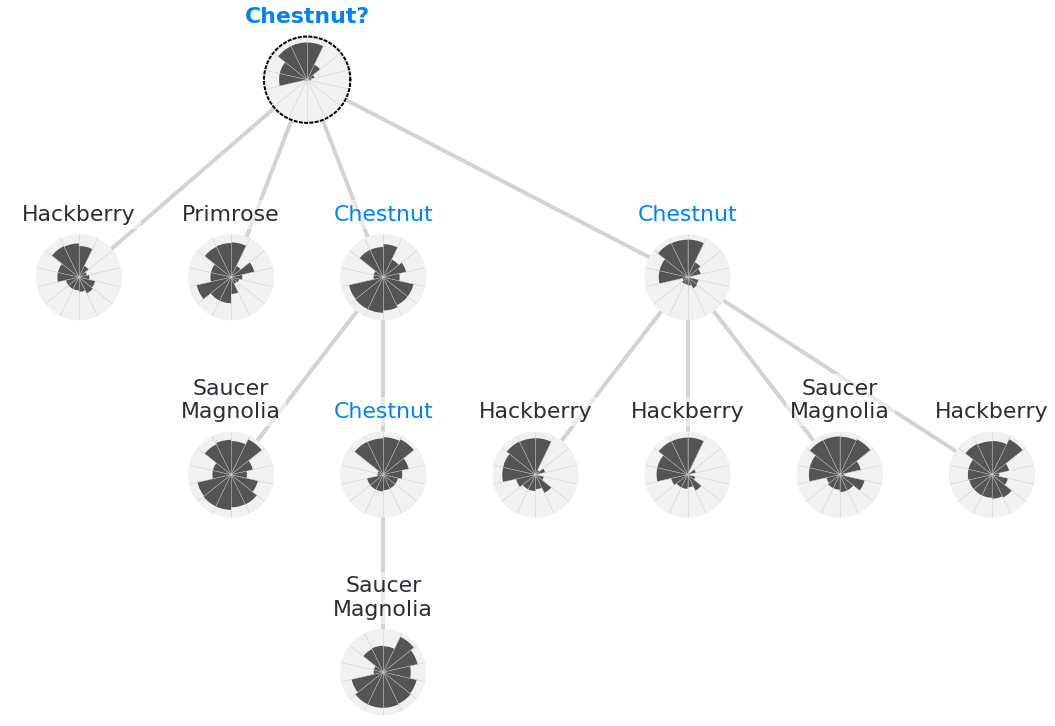 Chestnut?
Hackberry
Primrose
Chestnut
Chestnut
Saucer
Magnolia
Chestnut
Hackberry
Hackberry
Saucer
Magnolia
Hackberry
Saucer
Magnolia